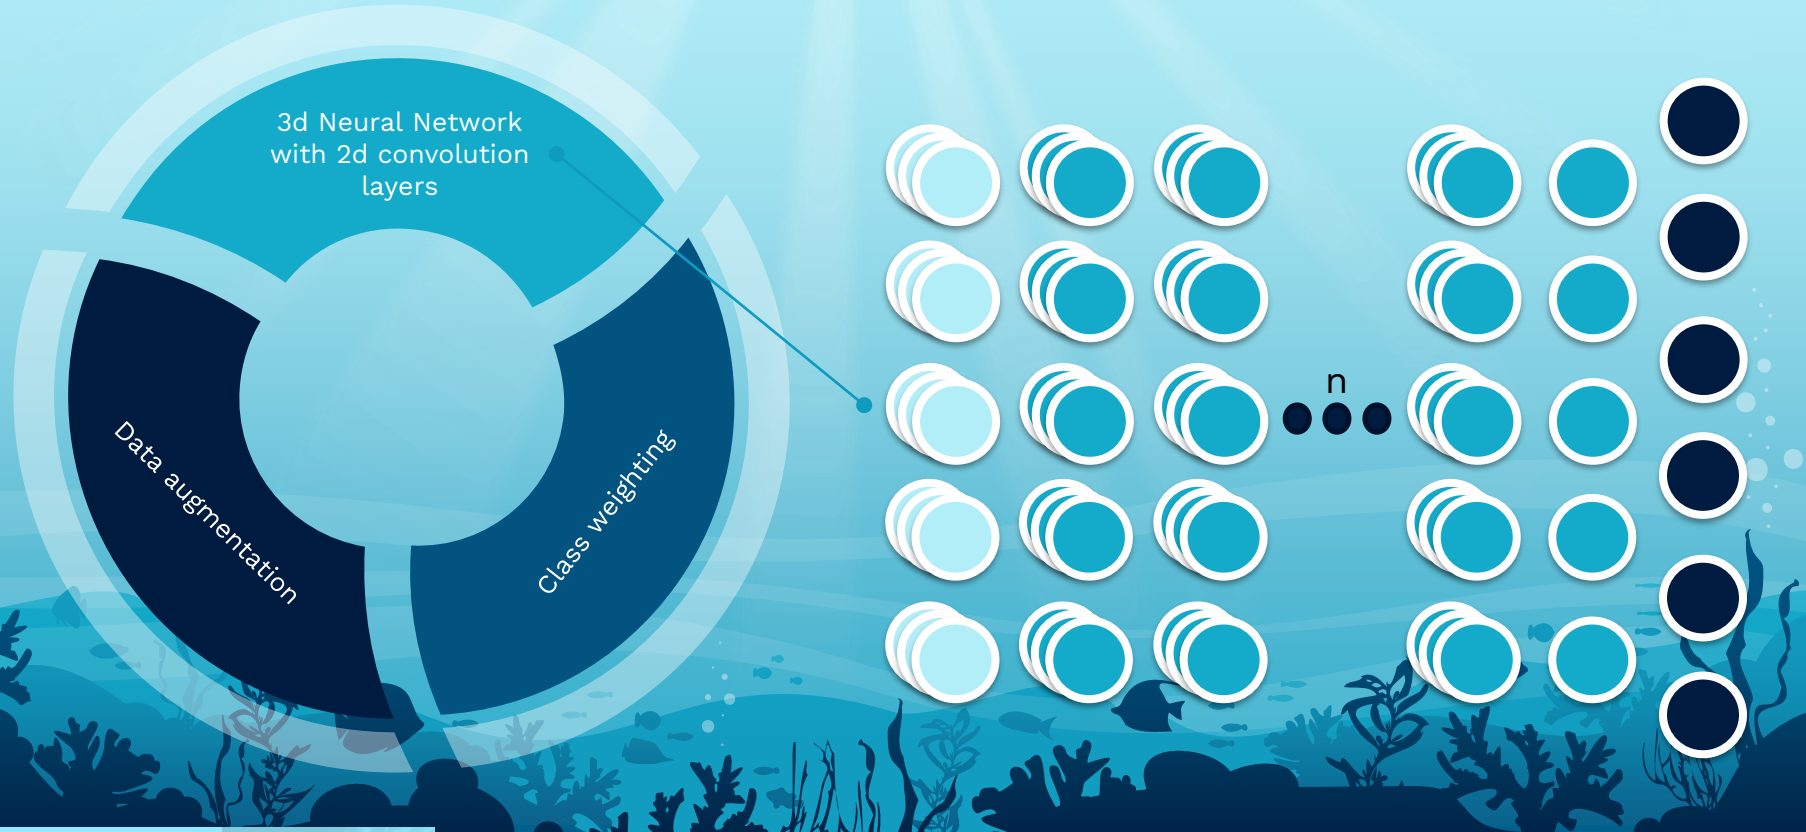 3d Neural Network
with 2d convolution
layers
n
Data augmentation
Class weighting